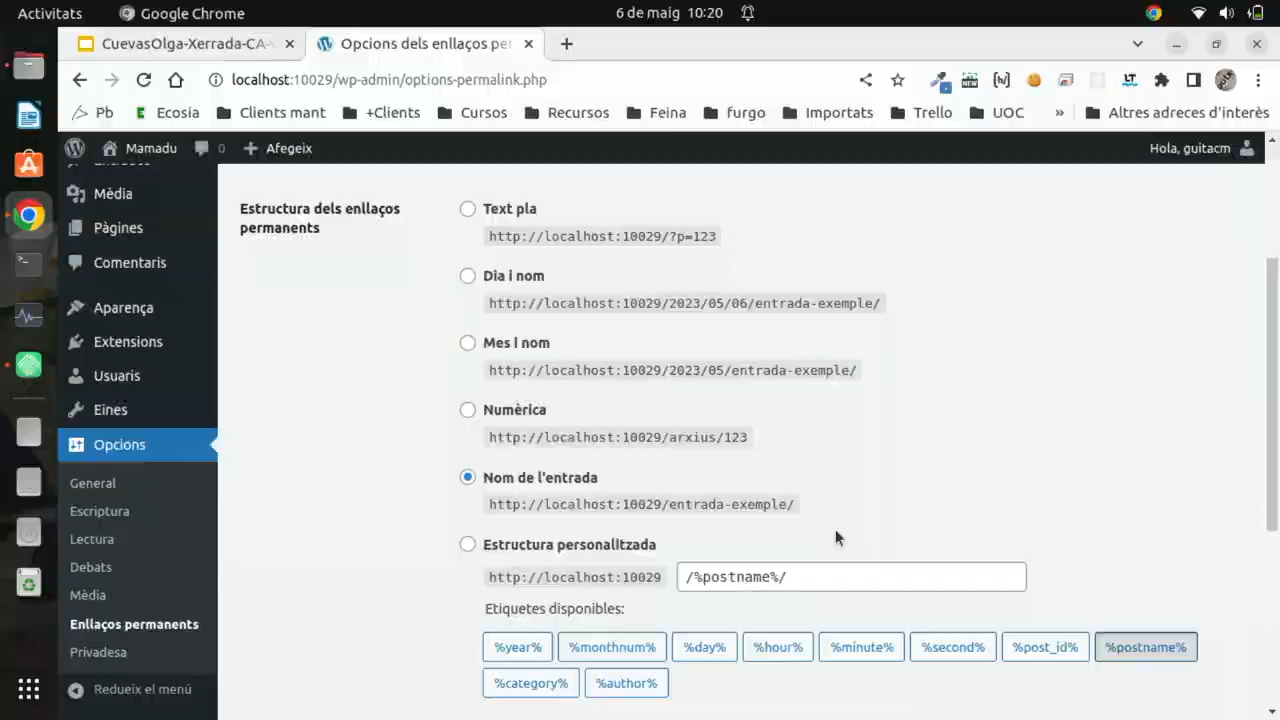 Activitats
Google Chrome
6 de maig 10:20
CuevasOlga-Xerrada-CA-
Opcions dels enllaços pe
localhost:10029/wp-admin/options-permalink.php
Pb
Ecosia
Clients mant
+Clients
Cursos
Recursos
Feina
furgo
Importats
Trello
UOC
»
Altres adreces d'interès
Mamadu
0
Afegeix
Hola, guitacm
Mèdia
Pàgines
Comentaris
Aparença
Extensions
Usuaris
Eines
Opcions
General
Escriptura
Lectura
Debats
Mèdia
Enllaços permanents
Privadesa
Redueix el menú
Estructura dels enllaços
permanents
Text pla
http://localhost:10029/?p=123
Dia i nom
http://localhost:10029/2023/05/06/entrada-exemple/
Mes i nom
http://localhost:10029/2023/05/entrada-exemple/
Numèrica
http://localhost:10029/arxius/123
Nom de l'entrada
http://localhost:10029/entrada-exemple/
Estructura personalitzada
http://localhost:10029 /%postname%/
Etiquetes disponibles:
%year% %monthnum% %day% %hour% %minute% %second% %post_id% %postname%
%category% %author%